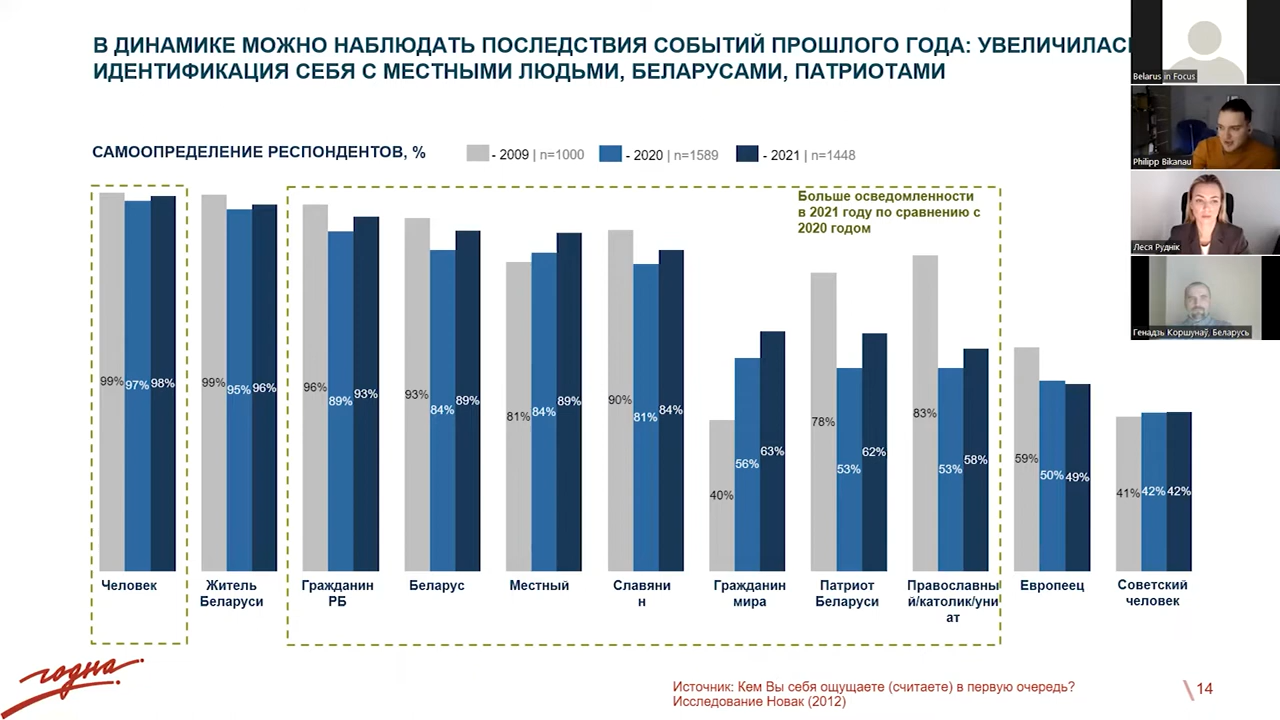 В ДИНАМИКЕ МОЖНО НАБЛЮДАТЬ ПОСЛЕДСТВИЯ СОБЫТИЙ ПРОШЛОГО ГОДА: УВЕЛИЧИЛАСЬ
ИДЕНТИФИКАЦИЯ СЕБЯ С МЕСТНЫМИ ЛЮДЬМИ, БЕЛАРУСАМИ, ПАТРИОТАМИ
Belarus in Focus
Philipp Bikanau
Леся Руднік
Генадзь Коршунаў, Беларусь
САМООПРЕДЕЛЕНИЕ РЕСПОНДЕНТОВ, %
- 2009 | n=1000
- 2020 | n=1589
- 2021 | n=1448
Больше осведомленности
в 2021 году по сравнению с
2020 годом
99% 97% 98%
99% 95% 96%
96% 89% 93%
93% 84% 89%
81% 84% 89%
90% 81% 84%
40% 56% 63%
78% 53% 62%
83% 53% 58%
59% 50% 49%
41% 42% 42%
Человек
Житель
Беларуси
Гражданин
РБ
Беларус
Местный
Славяни
н
Гражданин
мира
Патриот
Беларуси
Православны
й/католик/уни
ат
Европеец
Советский
человек
годна
Источник: Кем Вы себя ощущаете (считаете) в первую очередь?
Исследование Новак (2012)
14